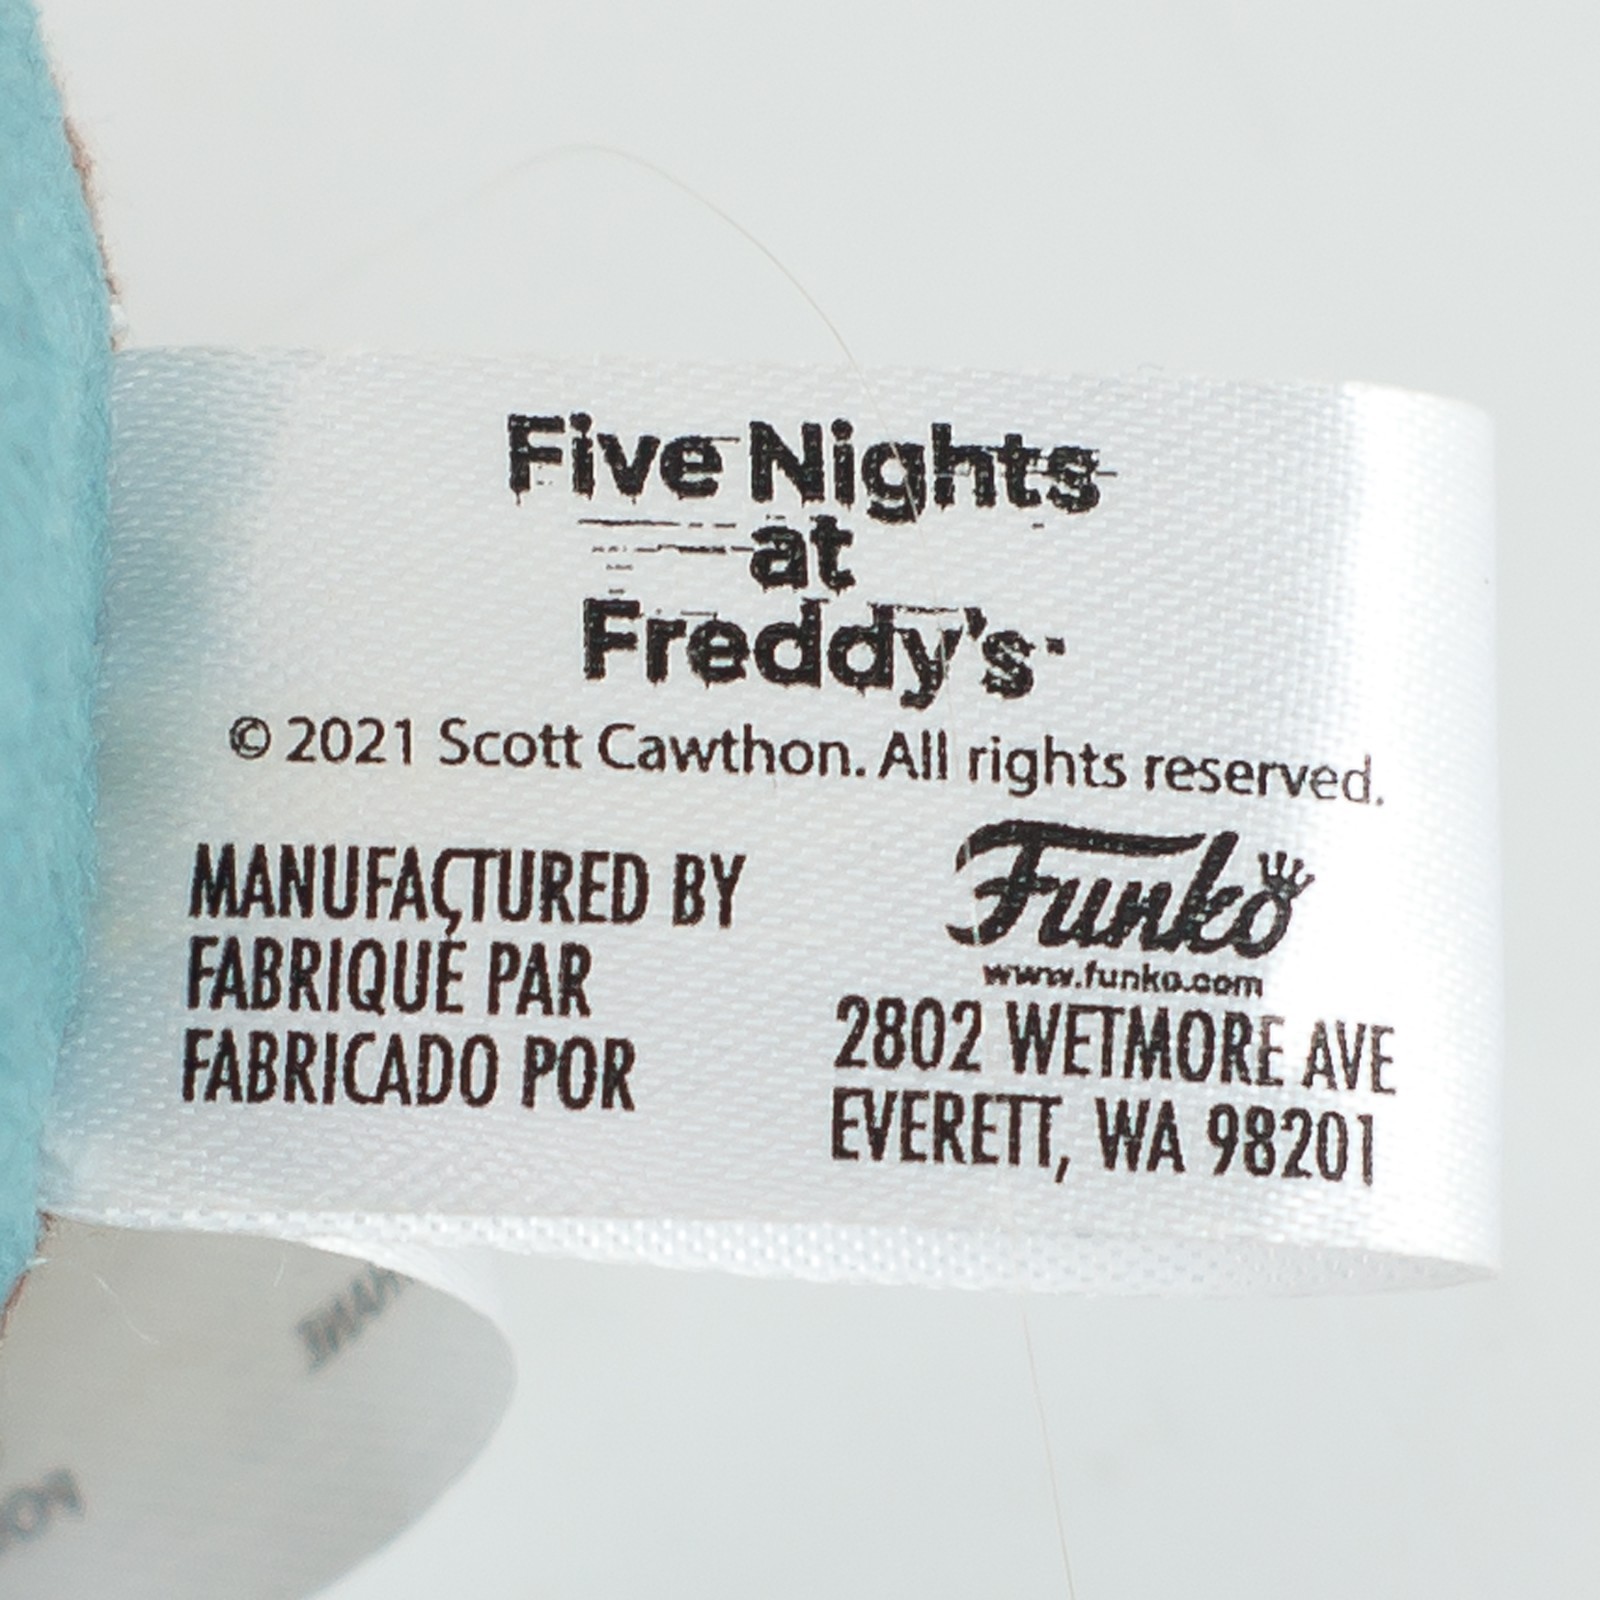 Five Nights
at
Freddy's
© 2021 Scott Cawthon. All rights reserved.
MANUFACTURED BY
FABRIQUÉ PAR
FABRICADO POR
Funko
www.funko.com
2802 WETMORE AVE
EVERETT, WA 98201